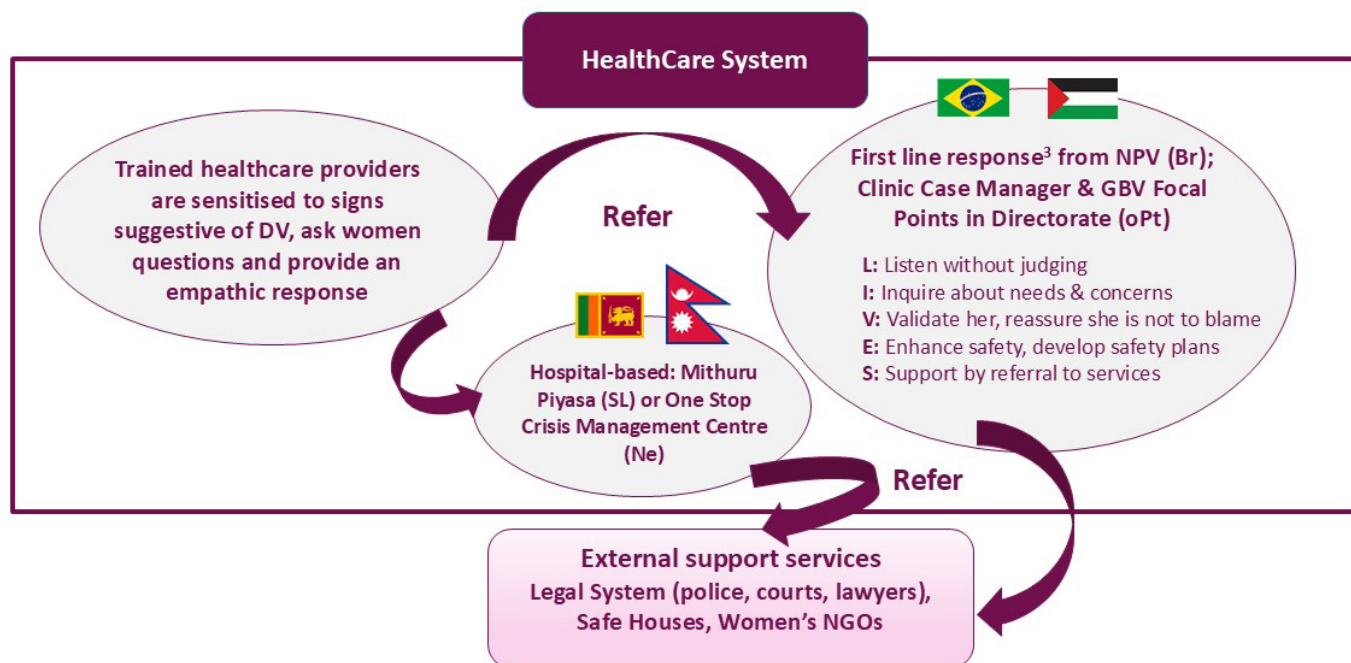 HealthCare System
Trained healthcare providers
are sensitised to signs
suggestive of DV, ask women
questions and provide an
empathic response
Refer
First line response³ from NPV (Br);
Clinic Case Manager & GBV Focal
Points in Directorate (oPt)
L: Listen without judging
I: Inquire about needs & concerns
V: Validate her, reassure she is not to blame
E: Enhance safety, develop safety plans
S: Support by referral to services
Hospital-based: Mithuru
Piyasa (SL) or One Stop
Crisis Management Centre
(Ne)
Refer
External support services
Legal System (police, courts, lawyers),
Safe Houses, Women’s NGOs